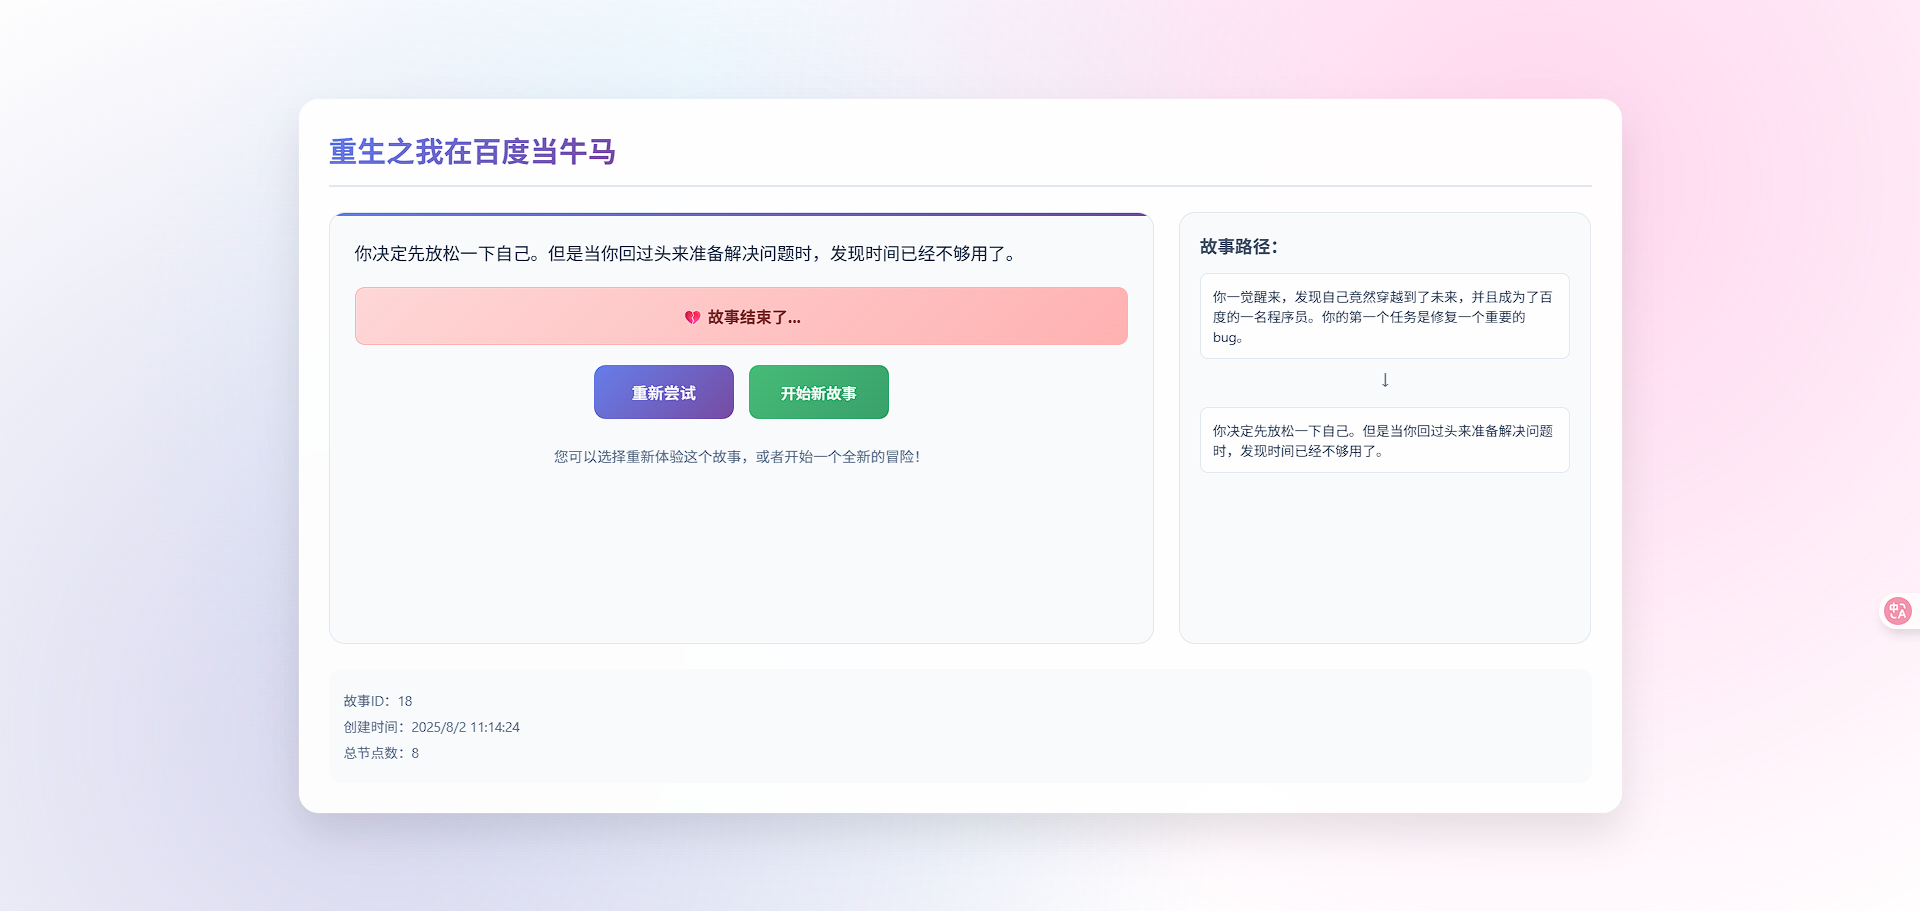 重生之我在百度当牛马
你决定先放松一下自己。但是当你回过头来准备解决问题时，发现时间已经不够用了。
💔 故事结束了...
重新尝试
开始新故事
您可以选择重新体验这个故事，或者开始一个全新的冒险！
故事路径：
你一觉醒来，发现自己竟然穿越到了未来，并且成为了百
度的一名程序员。你的第一个任务是修复一个重要的
bug。
↓
你决定先放松一下自己。但是当你回过头来准备解决问题
时，发现时间已经不够用了。
故事ID：18
创建时间：2025/8/2 11:14:24
总节点数：8
中A